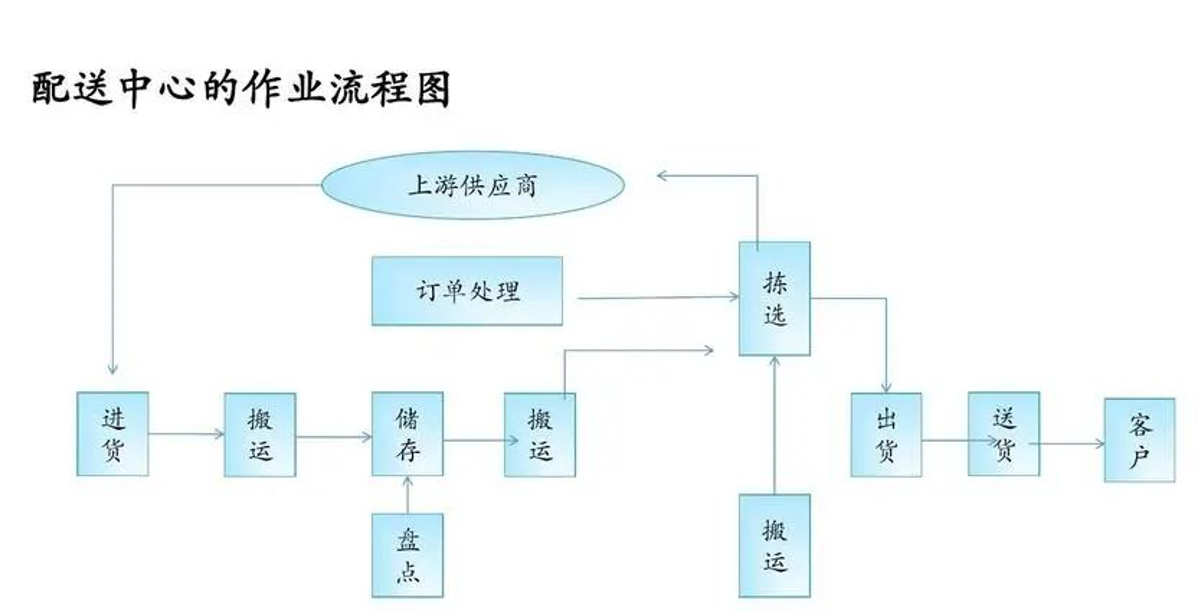 配送中心的作业流程图
上游供应商
订单处理
拣
选
进
货
搬
运
储
存
搬
运
出
货
送
货
客
户
盘
点
搬
运